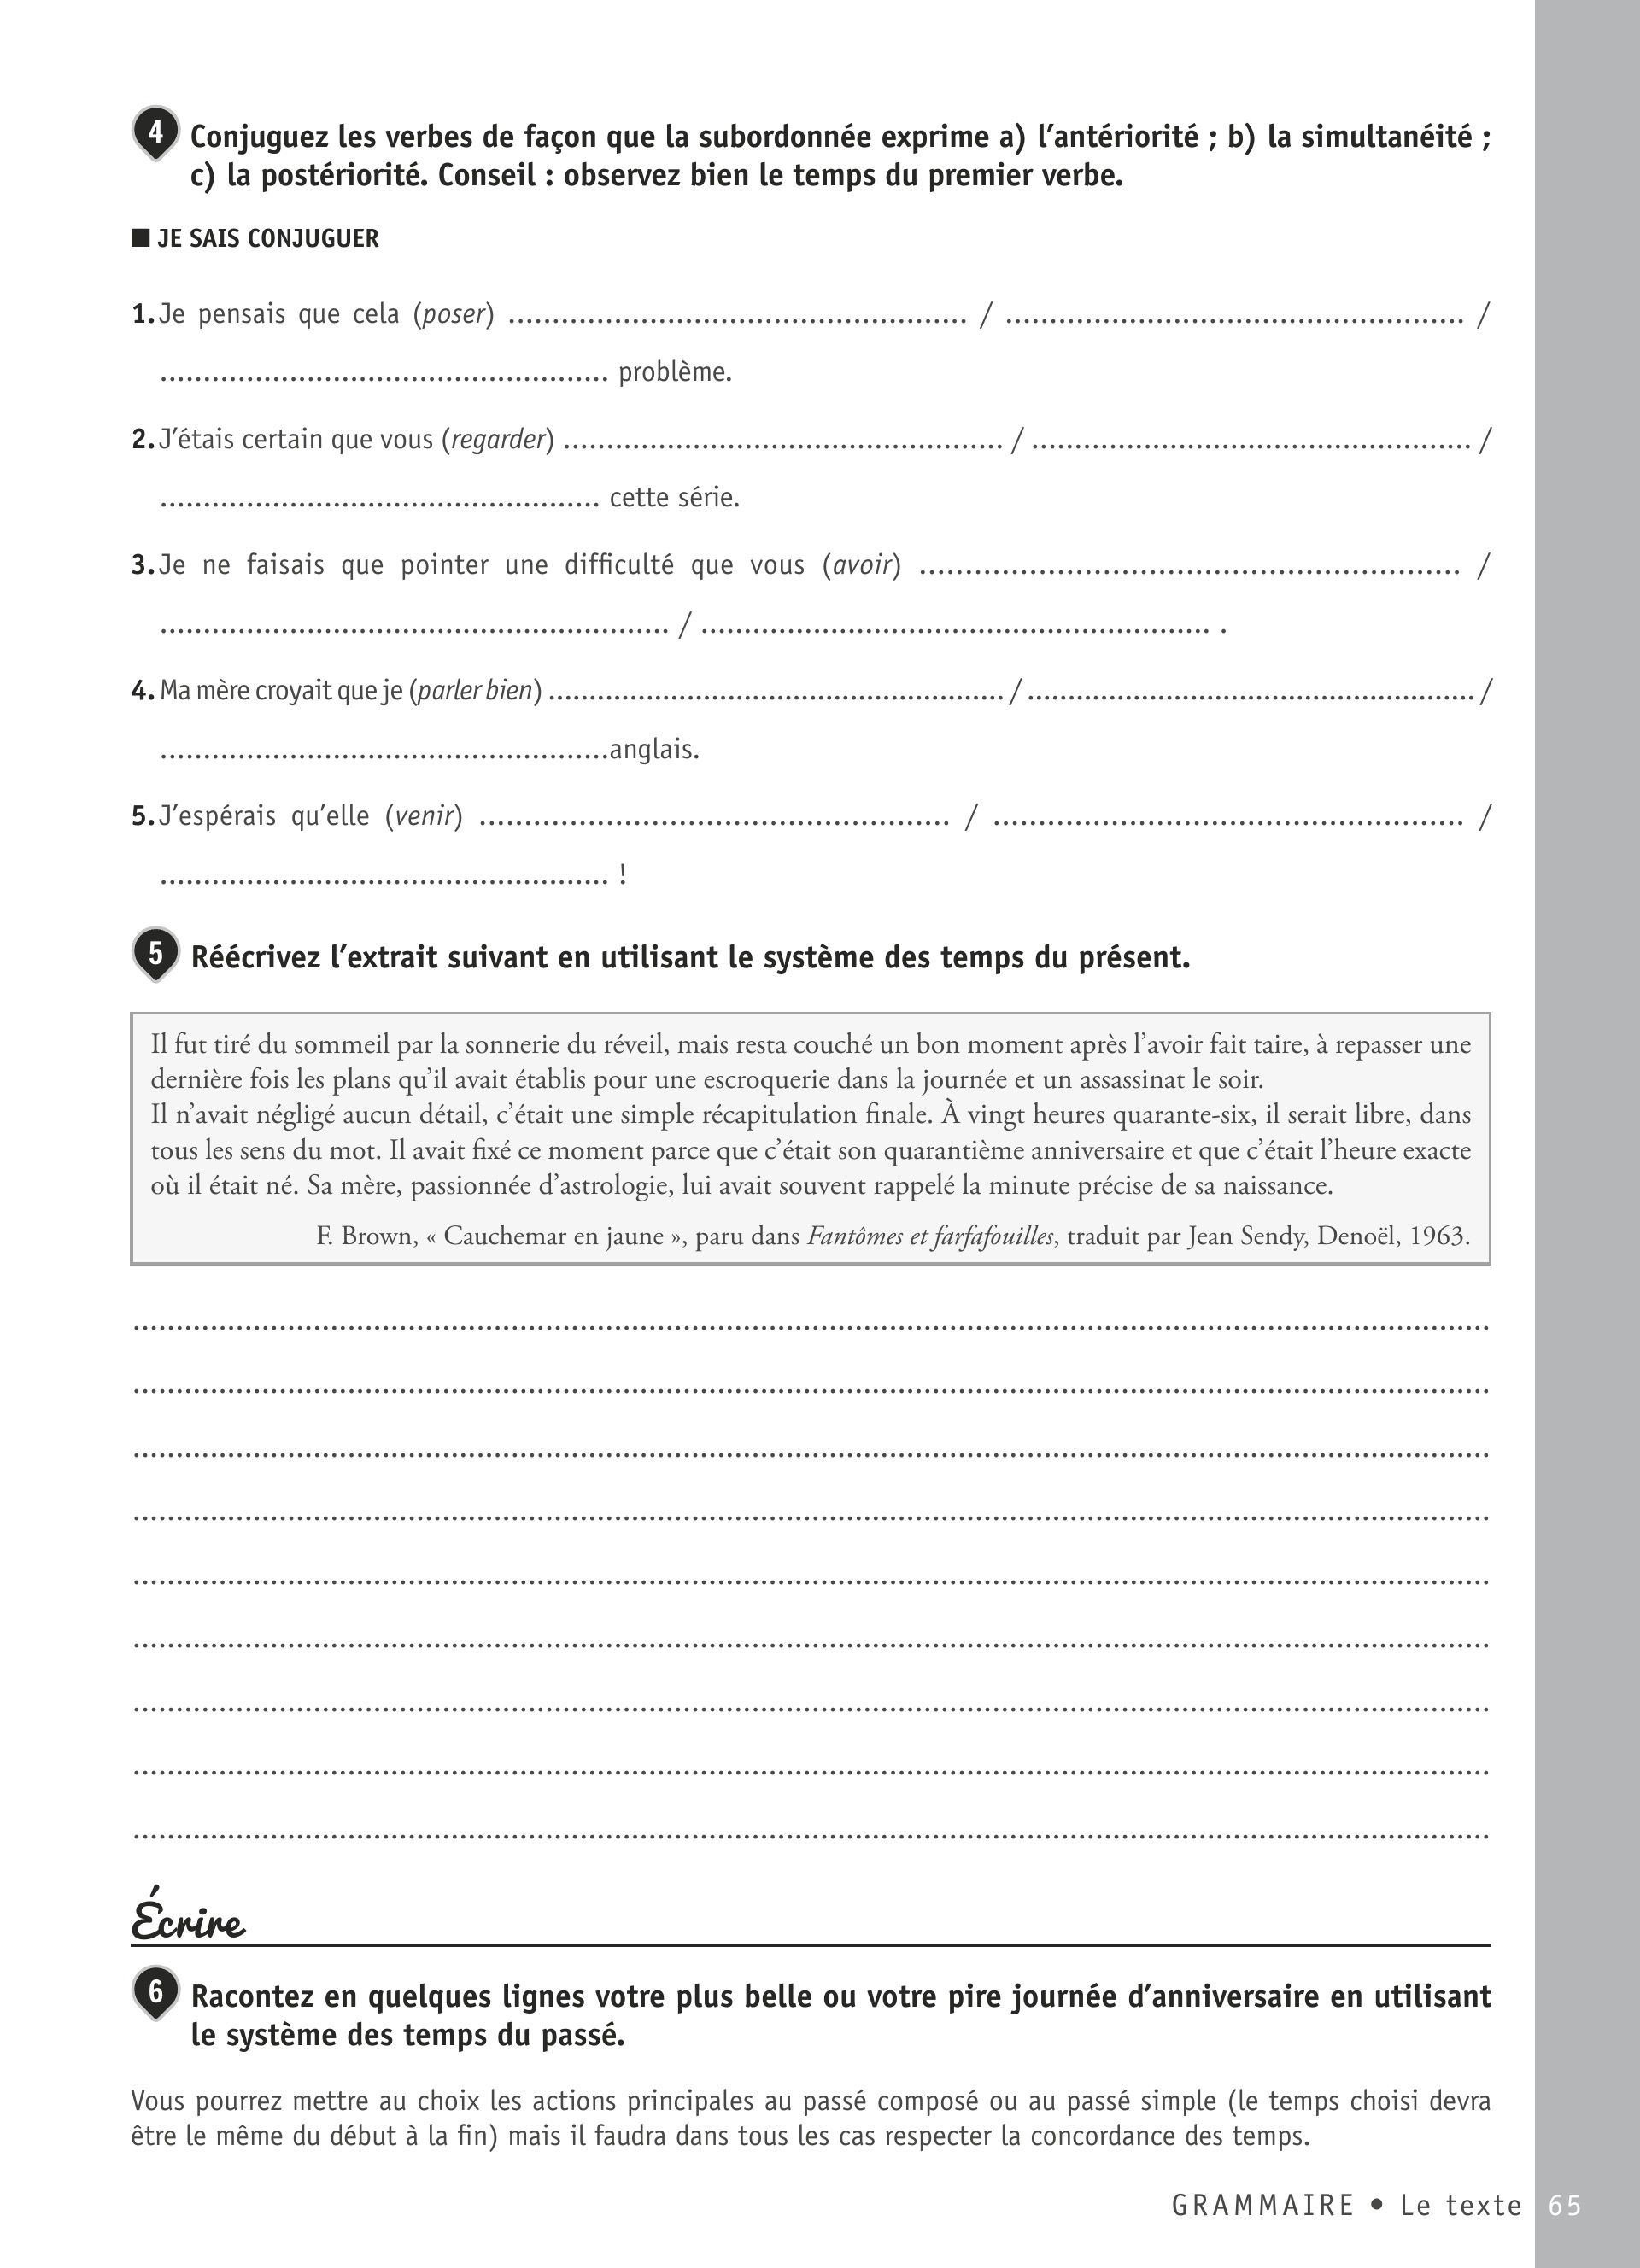 4 Conjuguez les verbes de façon que la subordonnée exprime a) l’antériorité ; b) la simultanéité ;
c) la postériorité. Conseil : observez bien le temps du premier verbe.
■ JE SAIS CONJUGUER
1. Je pensais que cela (poser) .................................................... / .................................................... /
.................................................... problème.
2. J’étais certain que vous (regarder) .................................................... / .................................................... /
.................................................... cette série.
3. Je ne faisais que pointer une difficulté que vous (avoir) .................................................... /
.................................................... / .................................................... .
4. Ma mère croyait que je (parler bien) .................................................... / .................................................... /
....................................................anglais.
5. J’espérais qu’elle (venir) .................................................... / .................................................... /
.................................................... !
5 Réécrivez l’extrait suivant en utilisant le système des temps du présent.
Il fut tiré du sommeil par la sonnerie du réveil, mais resta couché un bon moment après l’avoir fait taire, à repasser une
dernière fois les plans qu’il avait établis pour une escroquerie dans la journée et un assassinat le soir.
Il n’avait négligé aucun détail, c’était une simple récapitulation finale. À vingt heures quarante-six, il serait libre, dans
tous les sens du mot. Il avait fixé ce moment parce que c’était son quarantième anniversaire et que c’était l’heure exacte
où il était né. Sa mère, passionnée d’astrologie, lui avait souvent rappelé la minute précise de sa naissance.
F. Brown, « Cauchemar en jaune », paru dans Fantômes et farfafouilles, traduit par Jean Sendy, Denoël, 1963.
Écrire
6 Racontez en quelques lignes votre plus belle ou votre pire journée d’anniversaire en utilisant
le système des temps du passé.
Vous pourrez mettre au choix les actions principales au passé composé ou au passé simple (le temps choisi devra
être le même du début à la fin) mais il faudra dans tous les cas respecter la concordance des temps.
GRAMMAIRE • Le texte 65